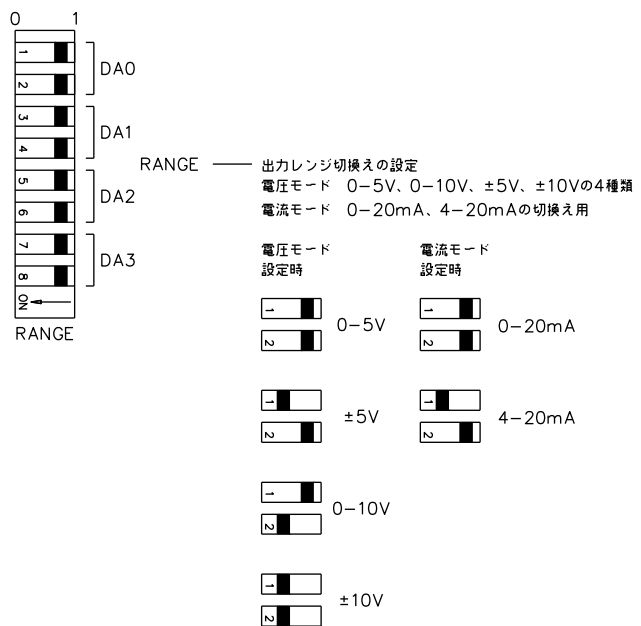 0 1
1
2
DA0
3
4
DA1
5
6
DA2
7
8
DA3
ON
RANGE
RANGE 出力レンジ切換えの設定
電圧モード 0-5V、0-10V、±5V、±10Vの4種類
電流モード 0-20mA、4-20mAの切換え用
電圧モード 電流モード
設定時 設定時
1 1
0-5V 0-20mA
2 2
1 1
±5V 4-20mA
2 2
1
0-10V
2
1
±10V
2